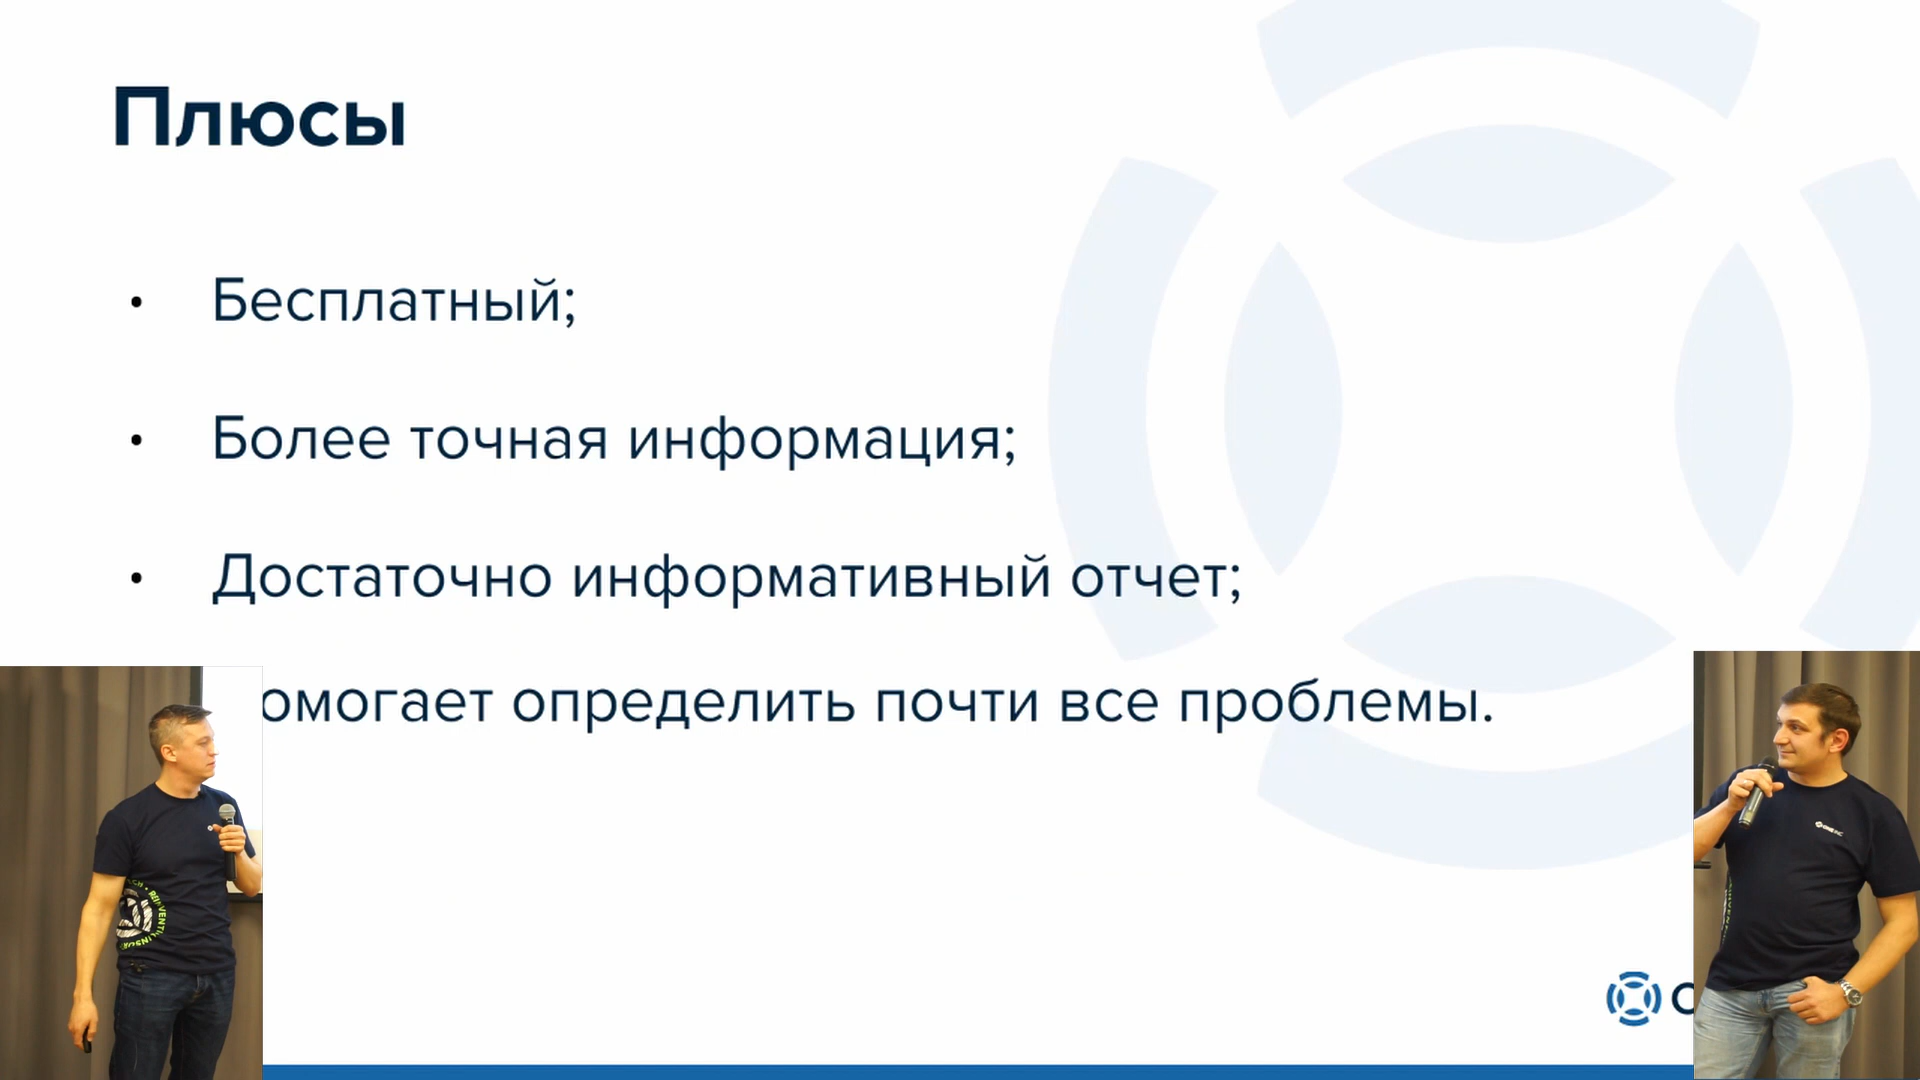 Плюсы
• Бесплатный;
• Более точная информация;
• Достаточно информативный отчет;
омогает определить почти все проблемы.